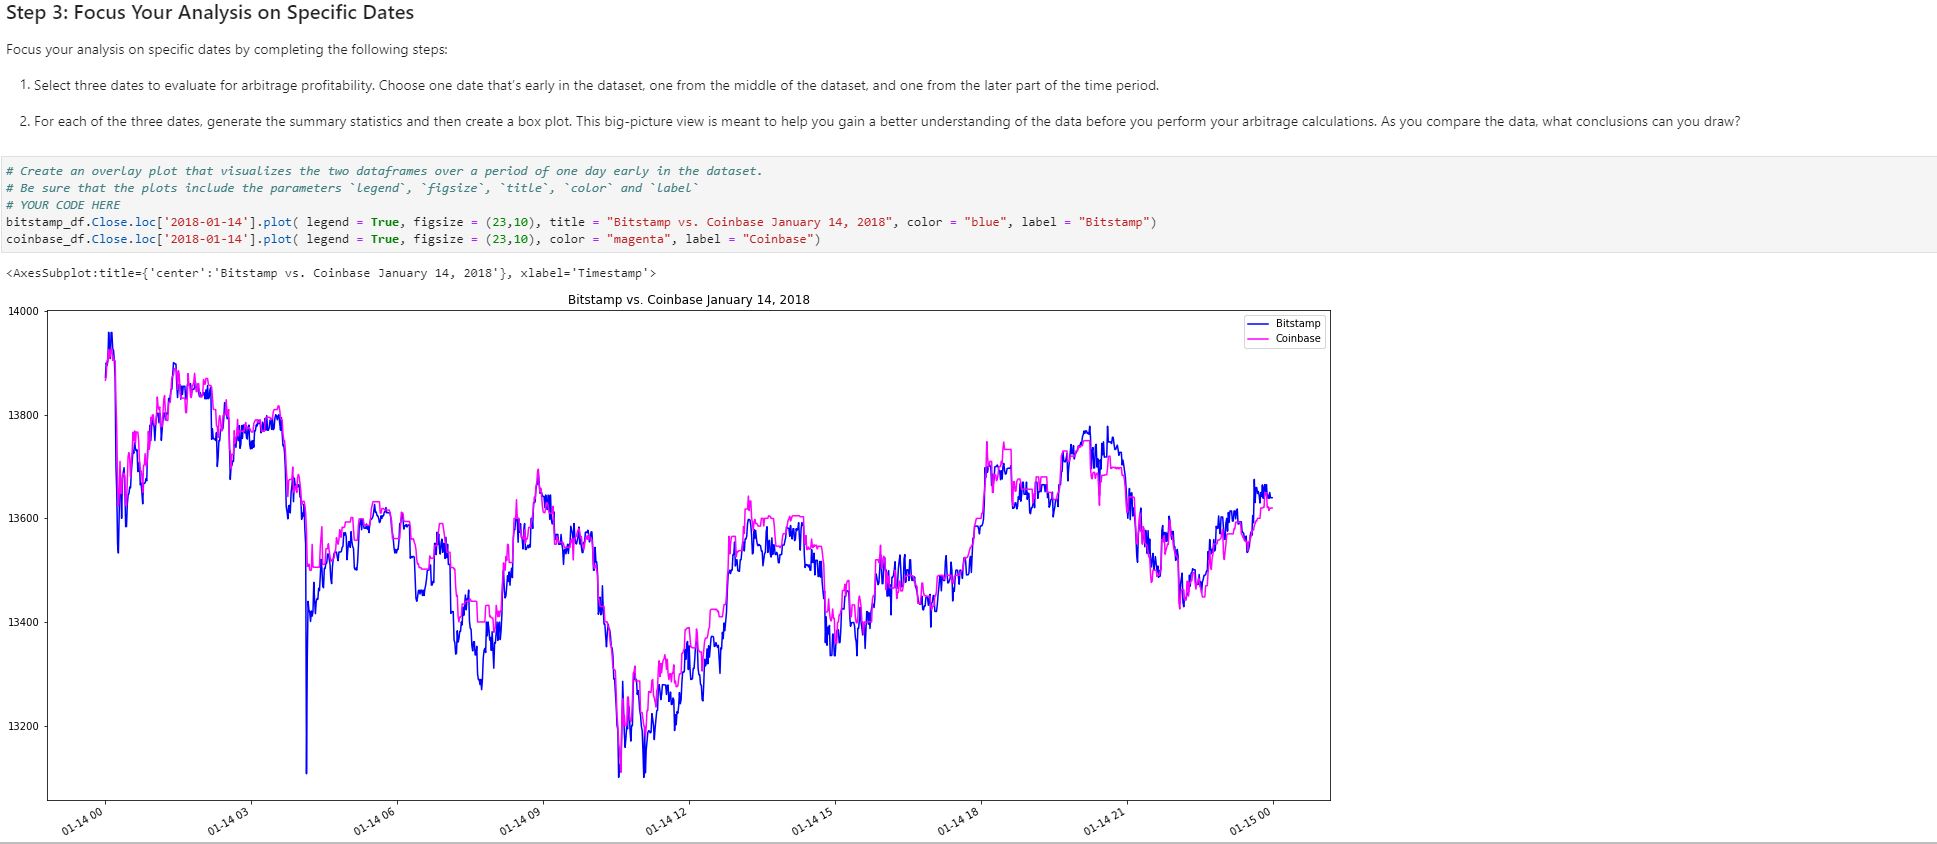 Step 3: Focus Your Analysis on Specific Dates
Focus your analysis on specific dates by completing the following steps:
1. Select three dates to evaluate for arbitrage profitability. Choose one date that's early in the dataset, one from the middle of the dataset, and one from the later part of the time period.
2. For each of the three dates, generate the summary statistics and then create a box plot. This big-picture view is meant to help you gain a better understanding of the data before you perform your arbitrage calculations. As you compare the data, what conclusions can you draw?
# Create an overlay plot that visualizes the two dataframes over a period of one day early in the dataset.
# Be sure that the plots include the parameters `legend`, `figsize`, `title`, `color` and `label`
# YOUR CODE HERE
bitstamp_df.Close.loc['2018-01-14'].plot( legend = True, figsize = (23,10), title = "Bitstamp vs. Coinbase January 14, 2018", color = "blue", label = "Bitstamp")
coinbase_df.Close.loc['2018-01-14'].plot( legend = True, figsize = (23,10), color = "magenta", label = "Coinbase")
<AxesSubplot:title={'center':'Bitstamp vs. Coinbase January 14, 2018'}, xlabel='Timestamp'>
Bitstamp vs. Coinbase January 14, 2018
14000
Bitstamp
Coinbase
13800
13600
13400
13200
01-14 00
01-14 03
01-14 06
01-14 09
01-14 12
01-14 15
01-14 18
01-14 21
01-15 00